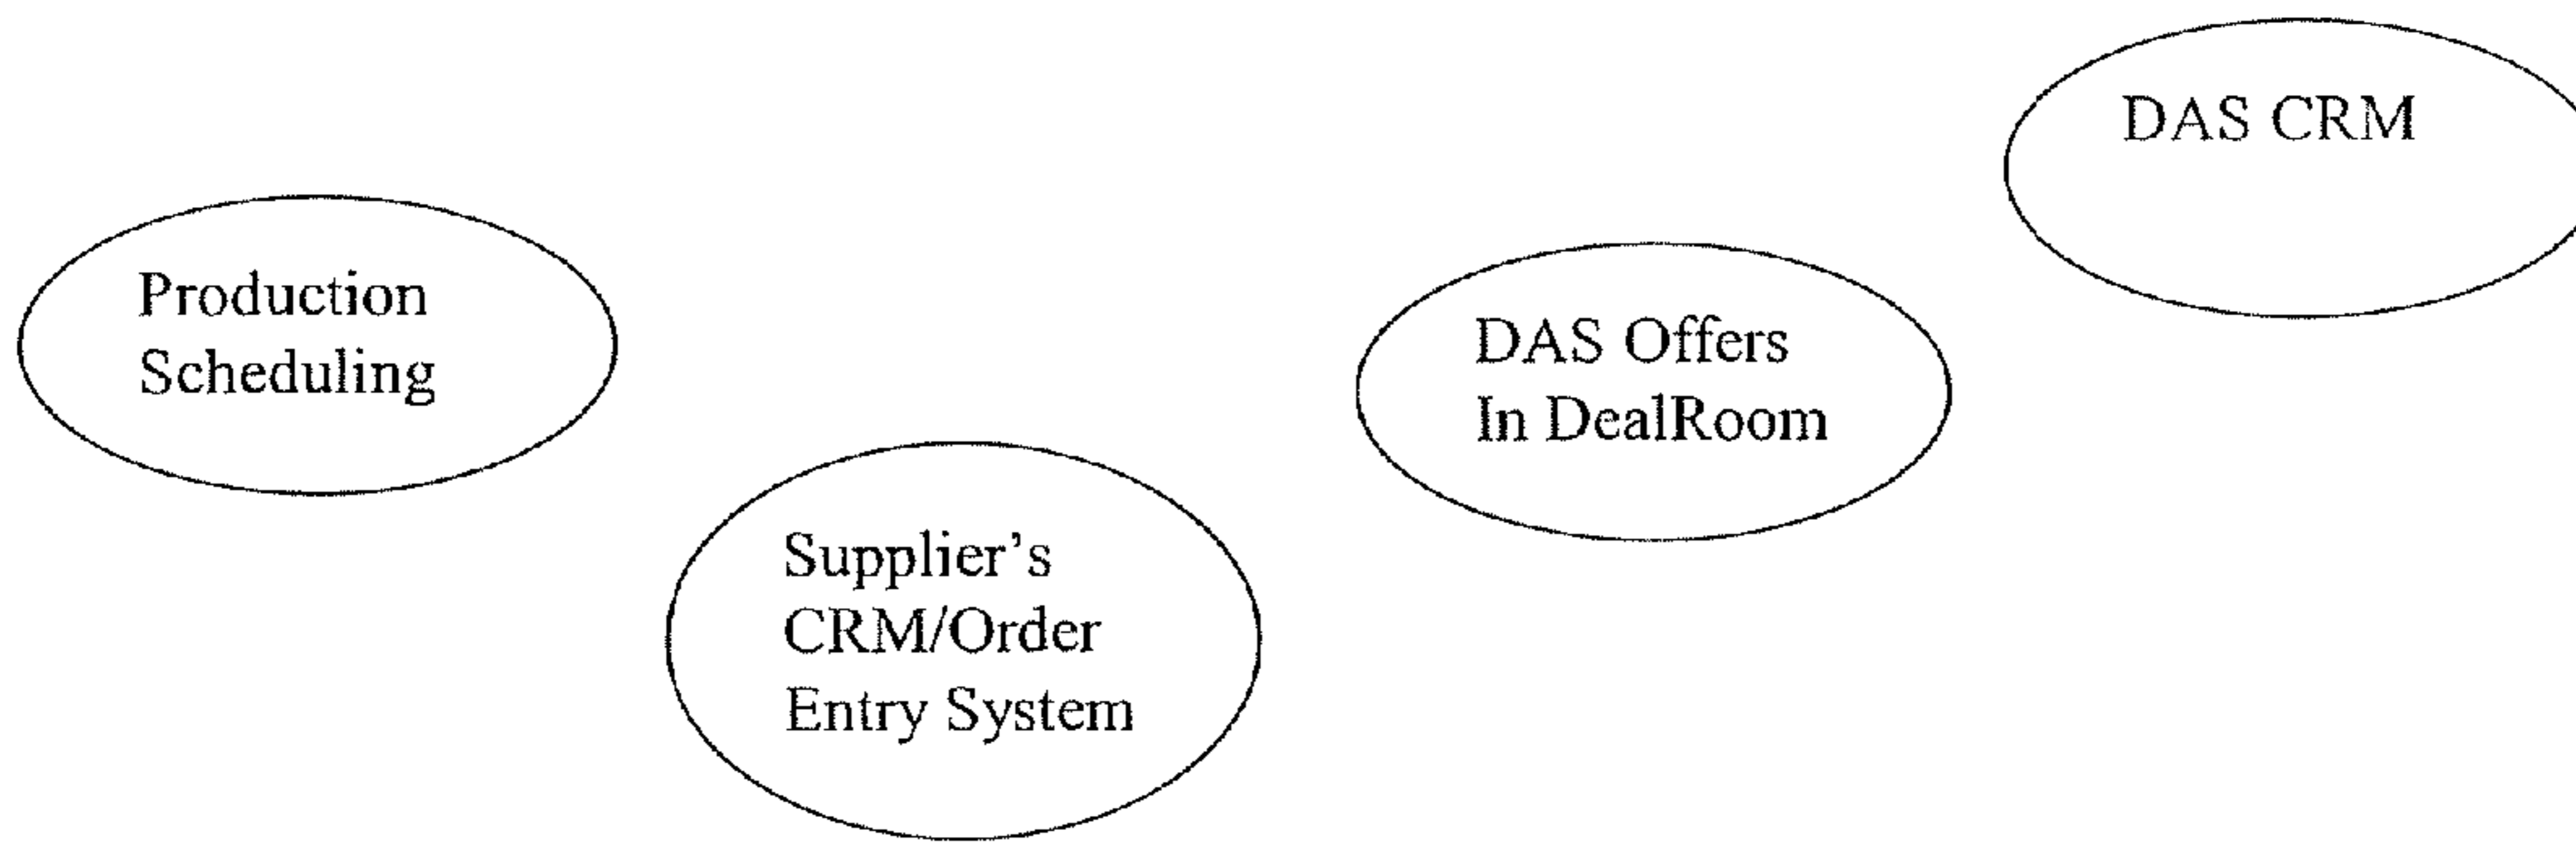 Production
Scheduling
Supplier's
CRM/Order
Entry System
DAS Offers
In DealRoom
DAS CRM